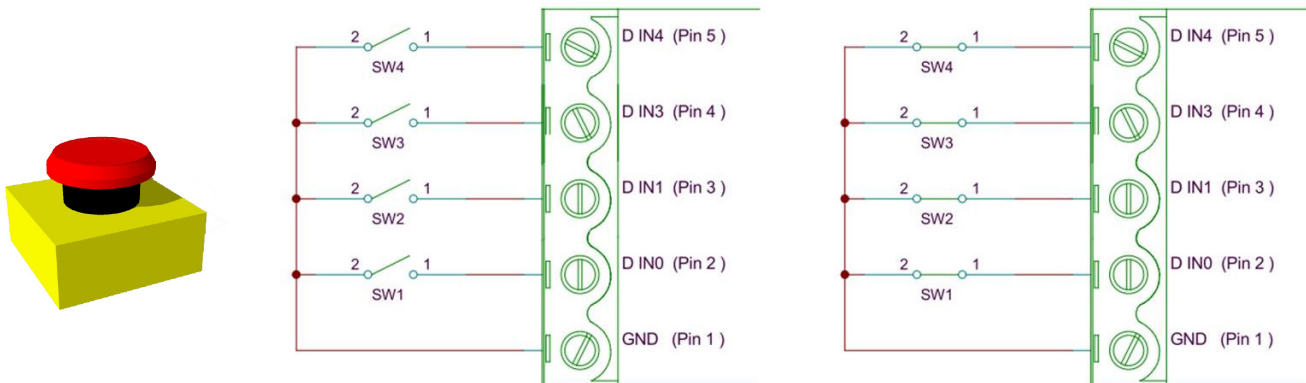 2 1 D IN4 (Pin 5)
SW4
2 1 D IN3 (Pin 4)
SW3
2 1 D IN1 (Pin 3)
SW2
2 1 D IN0 (Pin 2)
SW1
GND (Pin 1)
2 1 D IN4 (Pin 5)
SW4
2 1 D IN3 (Pin 4)
SW3
2 1 D IN1 (Pin 3)
SW2
2 1 D IN0 (Pin 2)
SW1
GND (Pin 1)